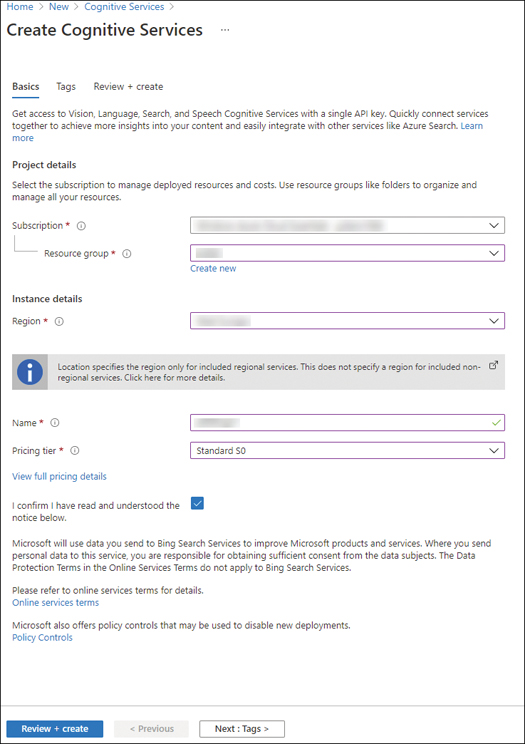 Home > New > Cognitive Services >
Create Cognitive Services ...
Basics Tags Review + create
Get access to Vision, Language, Search, and Speech Cognitive Services with a single API key. Quickly connect services
together to achieve more insights into your content and easily integrate with other services like Azure Search. Learn
more
Project details
Select the subscription to manage deployed resources and costs. Use resource groups like folders to organize and
manage all your resources.
Subscription *
Resource group *
Create new
Instance details
Region *
Location specifies the region only for included regional services. This does not specify a region for included non-
regional services. Click here for more details.
Name *
Pricing tier * Standard S0
View full pricing details
I confirm I have read and understood the
notice below.
Microsoft will use data you send to Bing Search Services to improve Microsoft products and services. Where you send
personal data to this service, you are responsible for obtaining sufficient consent from the data subjects. The Data
Protection Terms in the Online Services Terms do not apply to Bing Search Services.
Please refer to online services terms for details.
Online services terms
Microsoft also offers policy controls that may be used to disable new deployments.
Policy Controls
Review + create < Previous Next : Tags >